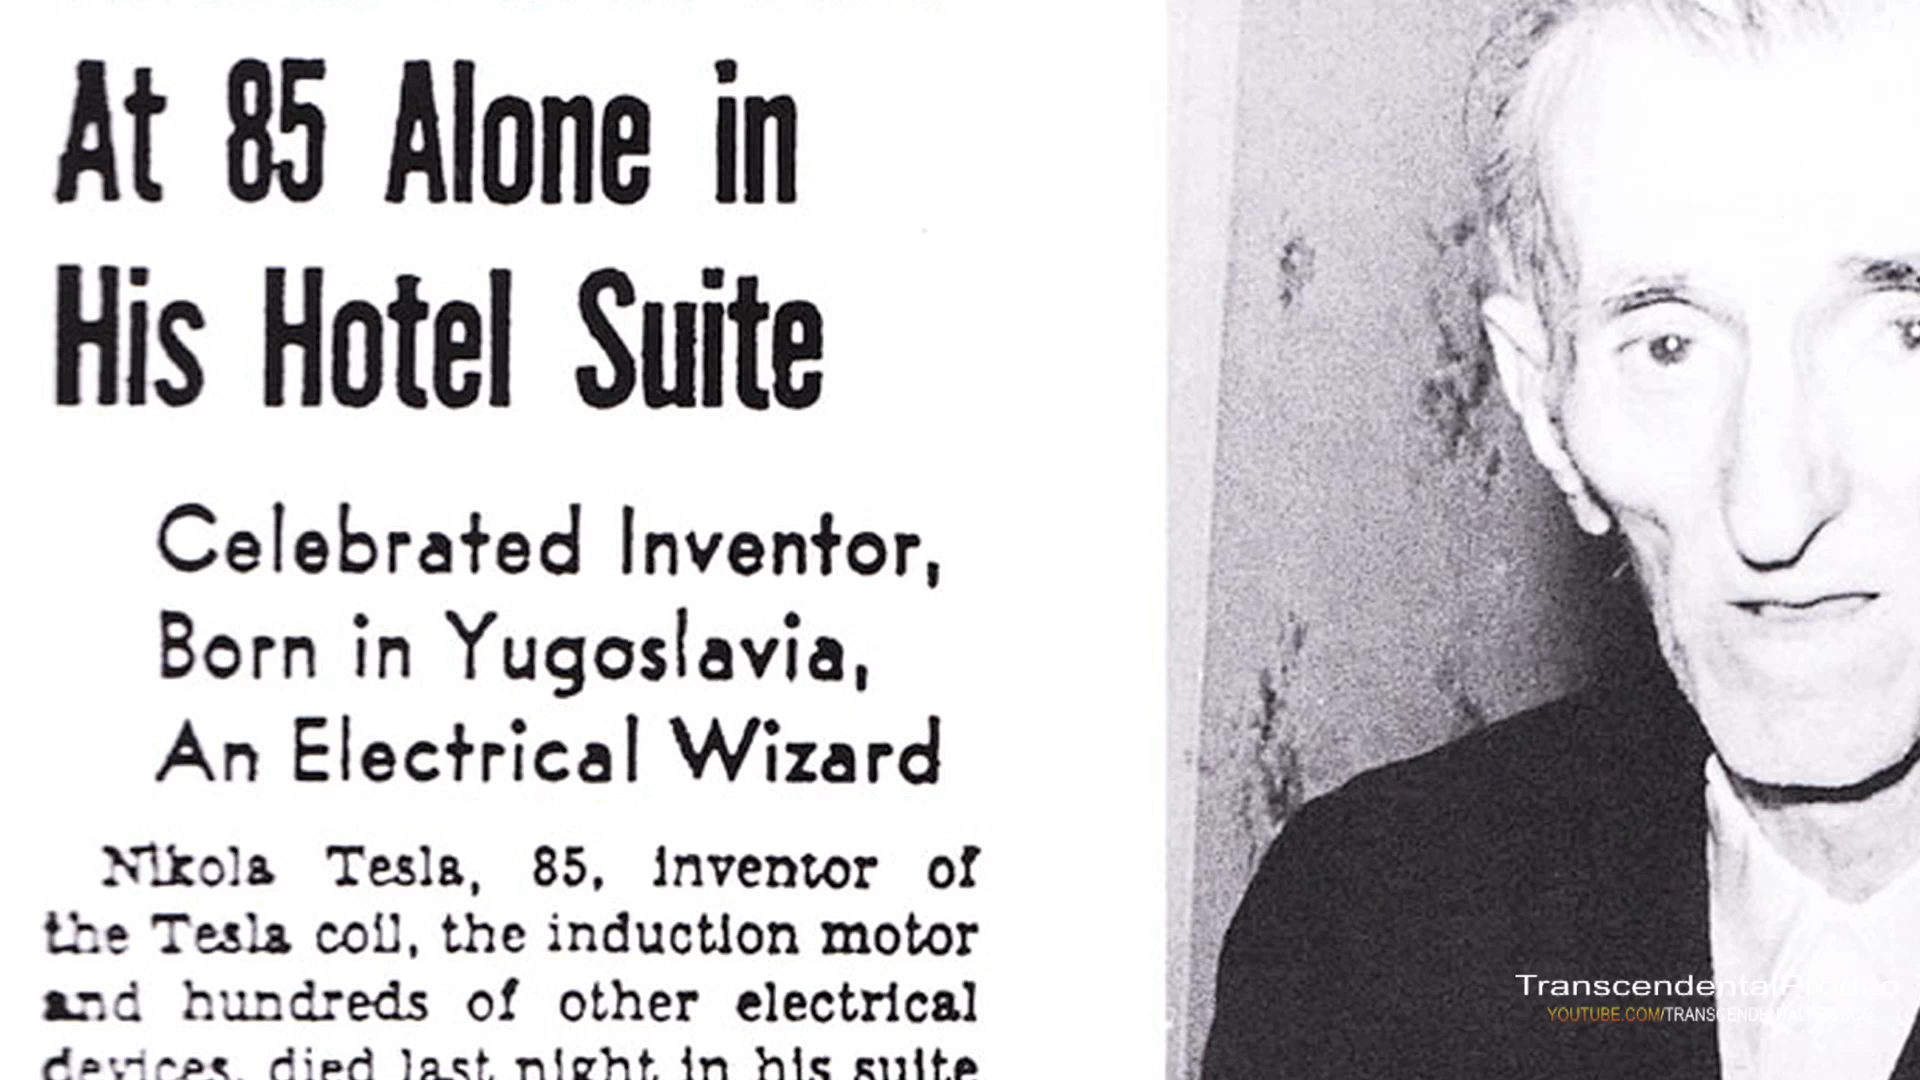 At 85 Alone in
His Hotel Suite
Celebrated Inventor,
Born in Yugoslavia,
An Electrical Wizard
Nikola Tesla, 85, inventor of
the Tesla coil, the induction motor
and hundreds of other electrical
devices, died last night in his suite
YOUTUBE.COM/